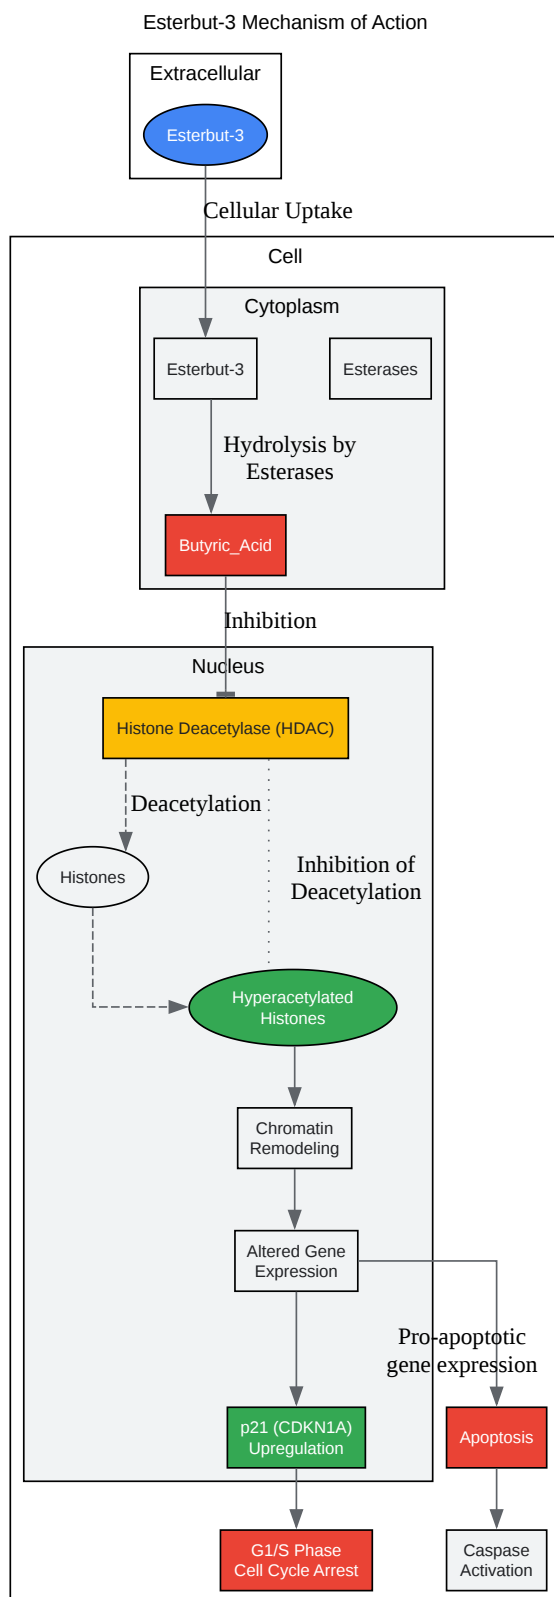 Esterbut-3 Mechanism of Action
Extracellular
Esterbut-3
Cellular Uptake
Cell
Cytoplasm
Esterbut-3
Esterases
Hydrolysis by
Esterases
Butyric_Acid
Inhibition
Nucleus
Histone Deacetylase (HDAC)
Deacetylation
Histones
Inhibition of
Deacetylation
Hyperacetylated
Histones
Chromatin
Remodeling
Altered Gene
Expression
Pro-apoptotic
gene expression
p21 (CDKN1A)
Upregulation
Apoptosis
G1/S Phase
Cell Cycle Arrest
Caspase
Activation